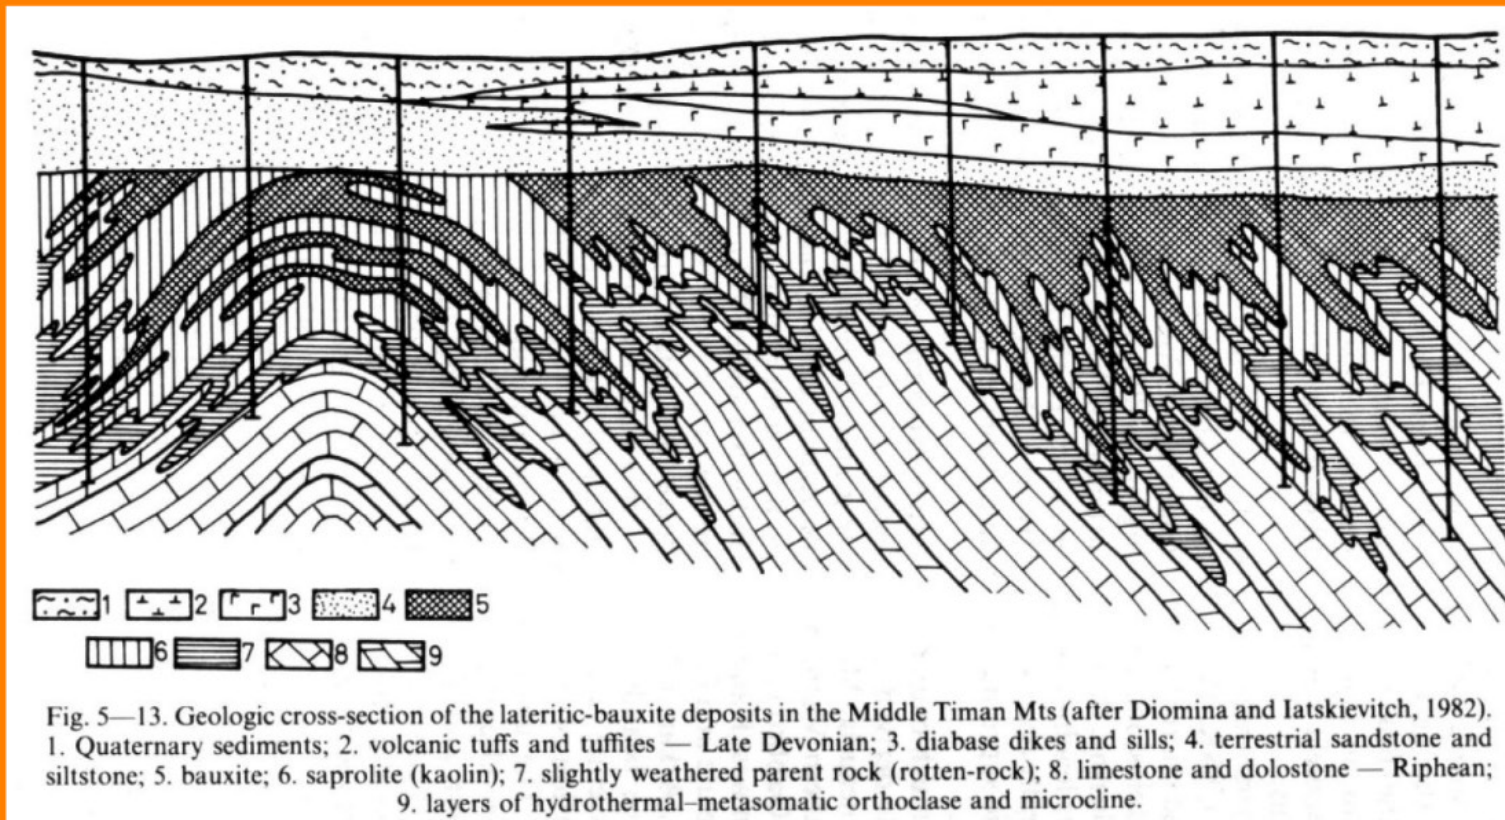 1 2 3 4 5
6 7 8 9
Fig. 5—13. Geologic cross-section of the lateritic-bauxite deposits in the Middle Timan Mts (after Diomina and Iatskievitch, 1982).
1. Quaternary sediments; 2. volcanic tuffs and tuffites — Late Devonian; 3. diabase dikes and sills; 4. terrestrial sandstone and
siltstone; 5. bauxite; 6. saprolite (kaolin); 7. slightly weathered parent rock (rotten-rock); 8. limestone and dolostone — Riphean;
9. layers of hydrothermal–metasomatic orthoclase and microcline.